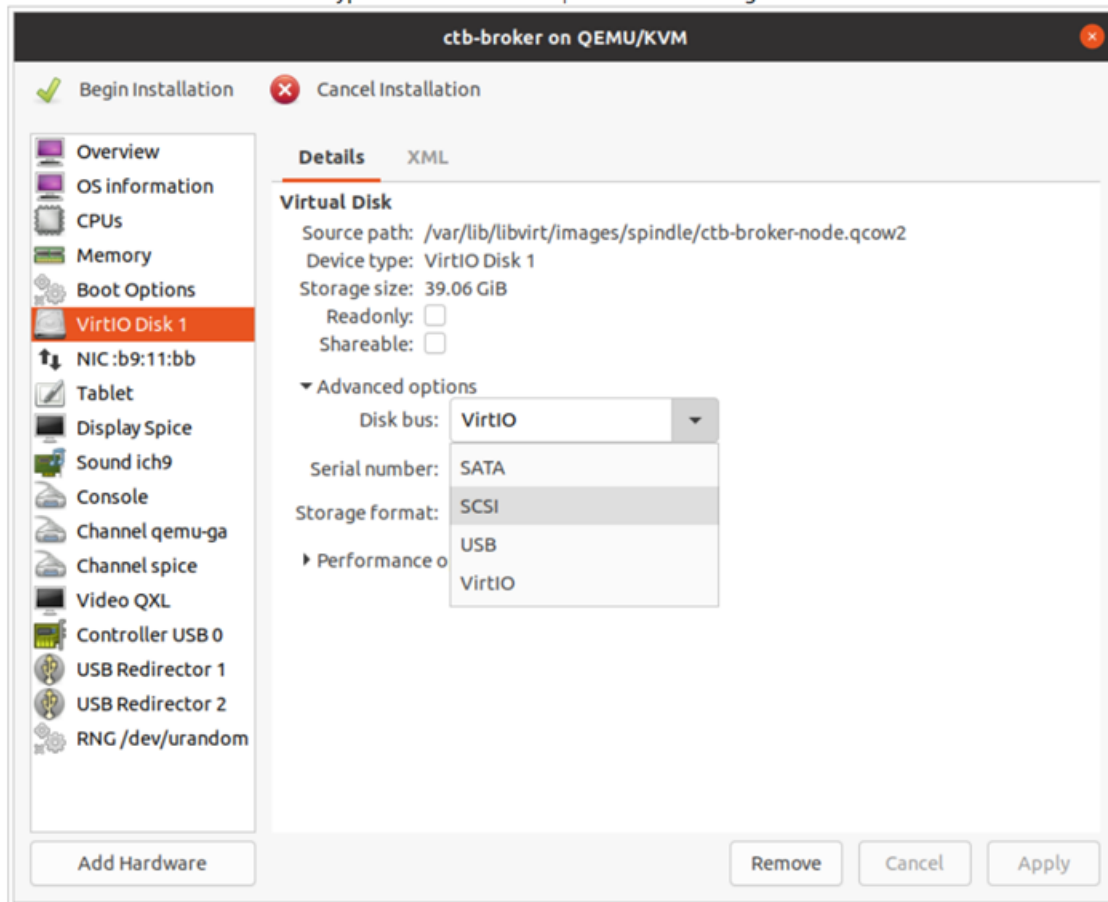 ctb-broker on QEMU/KVM
Begin Installation
Cancel Installation
Overview
OS information
CPUs
Memory
Boot Options
VirtIO Disk 1
NIC :b9:11:bb
Tablet
Display Spice
Sound ich9
Console
Channel qemu-ga
Channel spice
Video QXL
Controller USB 0
USB Redirector 1
USB Redirector 2
RNG /dev/urandom
Add Hardware
Details XML
Virtual Disk
Source path: /var/lib/libvirt/images/spindle/ctb-broker-node.qcow2
Device type: VirtIO Disk 1
Storage size: 39.06 GiB
Readonly:
Shareable:
Advanced options
Disk bus: VirtIO
Serial number:
Storage format:
SATA
SCSI
USB
VirtIO
Performance o
Remove
Cancel
Apply